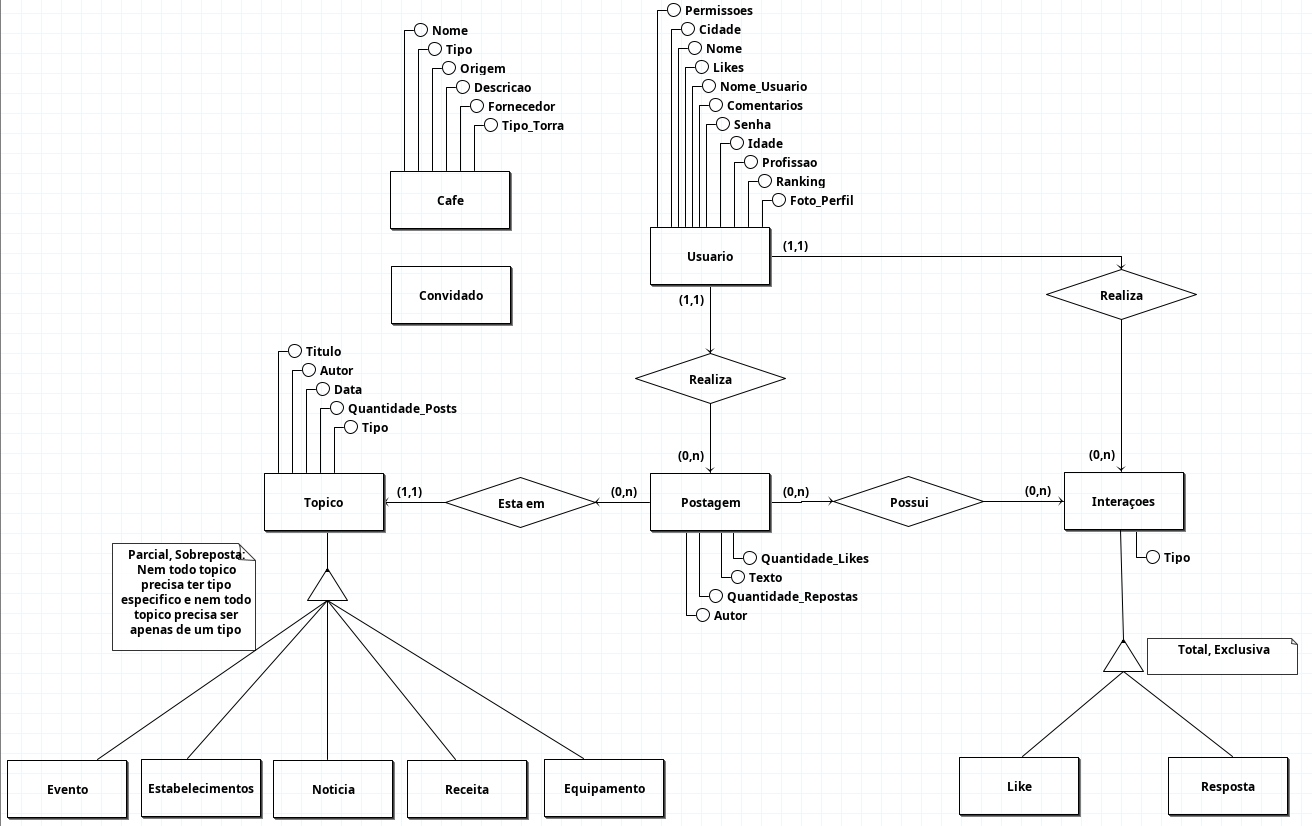 Nome
Tipo
Origem
Descricao
Fornecedor
Tipo_Torra
Cafe
Convidado
Permissoes
Cidade
Nome
Likes
Nome_Usuario
Comentarios
Senha
Idade
Profissao
Ranking
Foto_Perfil
Usuario
(1,1)
(1,1)
Realiza
Realiza
(0,n)
(0,n)
Titulo
Autor
Data
Quantidade_Posts
Tipo
Topico
(1,1)
Esta em
(0,n)
Postagem
(0,n)
Possui
(0,n)
Interaçoes
Quantidade_Likes
Texto
Quantidade_Repostas
Autor
Tipo
Parcial, Sobreposta:
Nem todo topico
precisa ter tipo
especifico e nem todo
topico precisa ser
apenas de um tipo
Total, Exclusiva
Evento
Estabelecimentos
Noticia
Receita
Equipamento
Like
Resposta